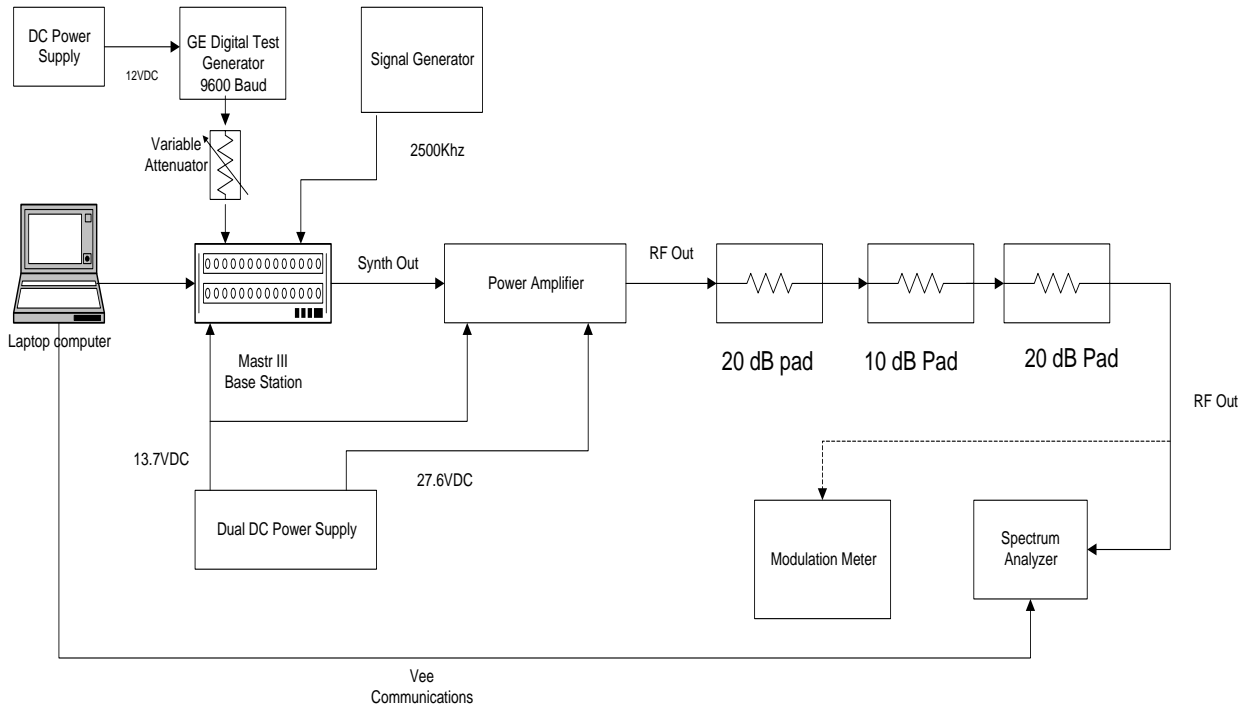 DC Power
Supply
12VDC
GE Digital Test
Generator
9600 Baud
Signal Generator
Variable
Attenuator
2500Khz
Laptop computer
Mastr III
Base Station
Synth Out
Power Amplifier
RF Out
20 dB pad
10 dB Pad
20 dB Pad
RF Out
13.7VDC
27.6VDC
Dual DC Power Supply
Modulation Meter
Spectrum
Analyzer
Vee
Communications